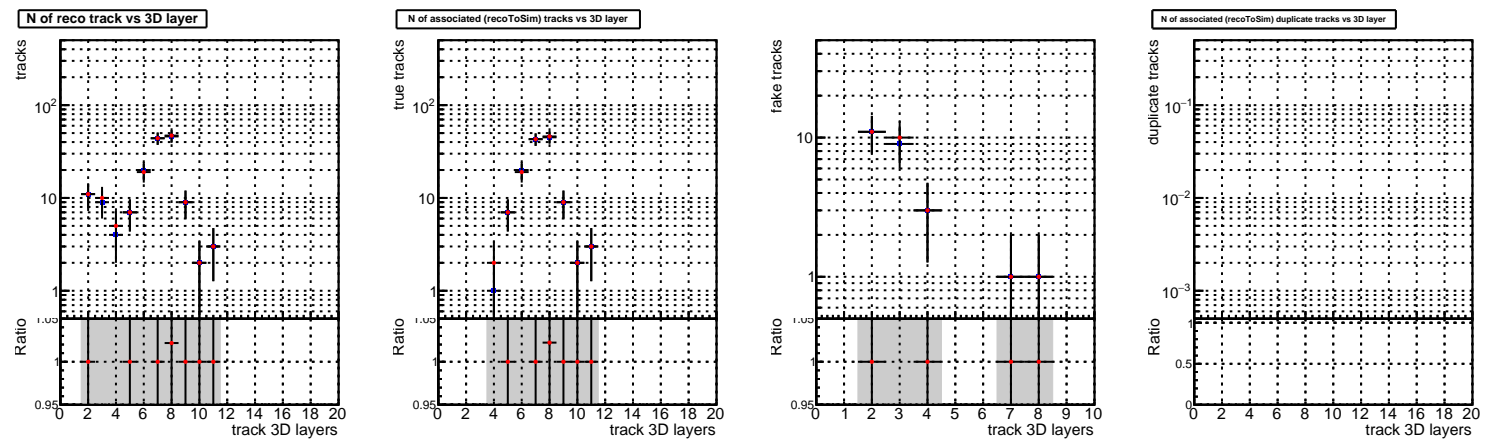 N of reco track vs 3D layer
tracks
10²
10
1
Ratio
1.05
1
0.95
0 2 4 6 8 10 12 14 16 18 20
track 3D layers
N of associated (recoToSim) tracks vs 3D layer
true tracks
10²
10
1
Ratio
1.05
1
0.95
0 2 4 6 8 10 12 14 16 18 20
track 3D layers
fake tracks
10
1
Ratio
1.05
1
0.95
0 1 2 3 4 5 6 7 8 9 10
track 3D layers
N of associated (recoToSim) duplicate tracks vs 3D layer
duplicate tracks
10⁻¹
10⁻²
10⁻³
Ratio
1
0.5
0
0 2 4 6 8 10 12 14 16 18 20
track 3D layers